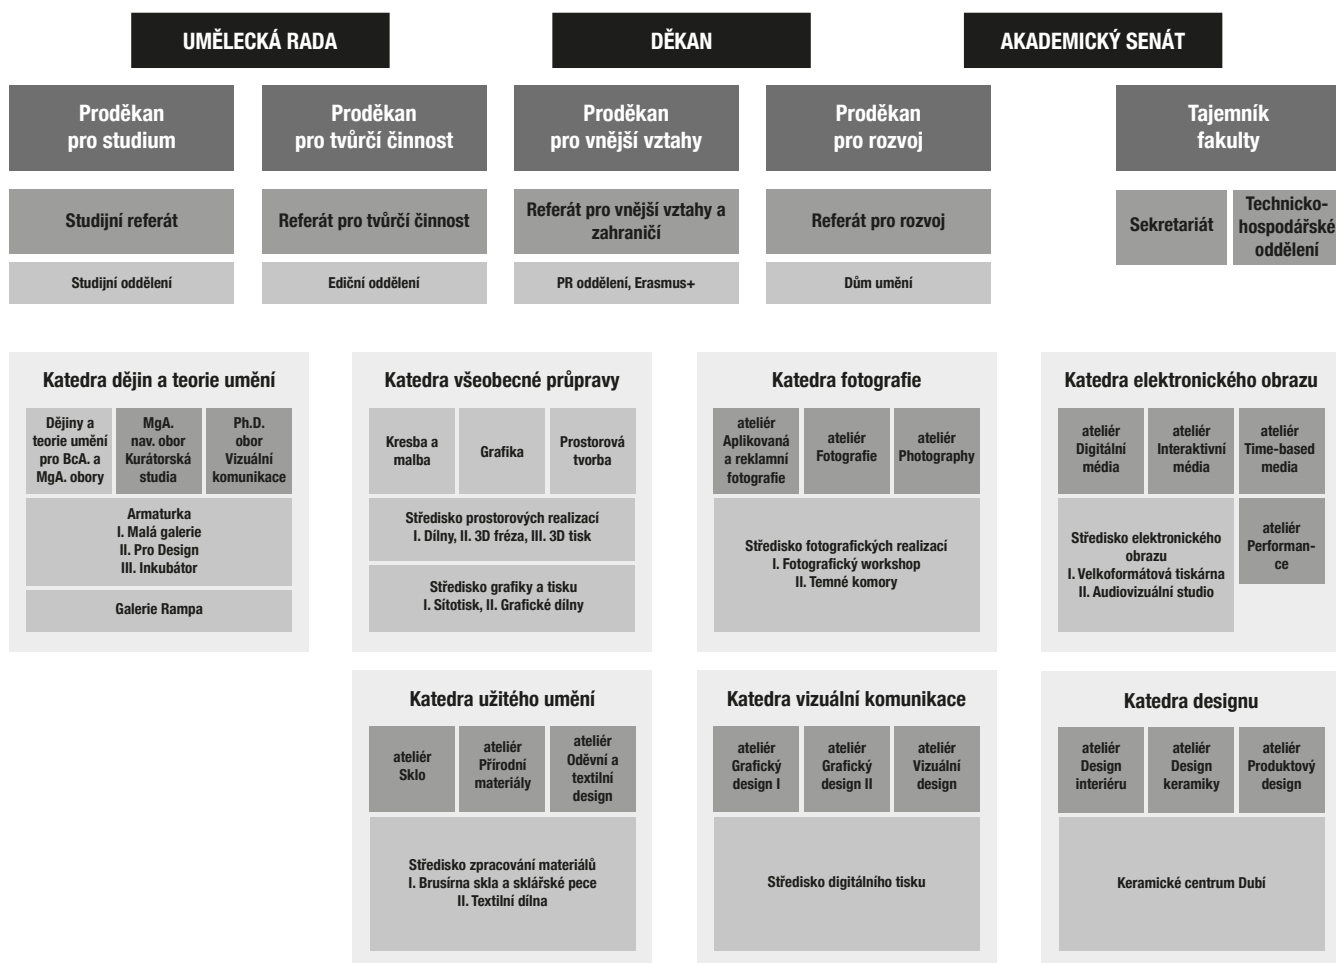 UMĚLECKÁ RADA
DĚKAN
AKADEMICKÝ SENÁT
Proděkan
pro studium
Proděkan
pro tvůrčí činnost
Proděkan
pro vnější vztahy
Proděkan
pro rozvoj
Tajemník
fakulty
Studijní referát
Referát pro tvůrčí činnost
Referát pro vnější vztahy a
zahraničí
Referát pro rozvoj
Sekretariát
Technicko-
hospodářské
oddělení
Studijní oddělení
Ediční oddělení
PR oddělení, Erasmus+
Dům umění
Katedra dějin a teorie umění
Dějiny a
teorie umění
pro BcA. a
MgA. obory
MgA.
nav. obor
Kurátorská
studia
Ph.D.
obor
Vizuální
komunikace
Armaturka
I. Malá galerie
II. Pro Design
III. Inkubátor
Galerie Rampa
Katedra všeobecné průpravy
Kresba a
malba
Grafika
Prostorová
tvorba
Středisko prostorových realizací
I. Dílny, II. 3D fréza, III. 3D tisk
Středisko grafiky a tisku
I. Sítotisk, II. Grafické dílny
Katedra fotografie
ateliér
Aplikovaná
a reklamní
fotografie
ateliér
Fotografie
ateliér
Photography
Středisko fotografických realizací
I. Fotografický workshop
II. Temné komory
Katedra elektronického obrazu
ateliér
Digitální
média
ateliér
Interaktivní
média
ateliér
Time-based
media
Středisko elektronického
obrazu
I. Velkoformátová tiskárna
II. Audiovizuální studio
ateliér
Performan-
ce
Katedra užitého umění
ateliér
Sklo
ateliér
Přírodní
materiály
ateliér
Oděvní a
textilní
design
Středisko zpracování materiálů
I. Brusírna skla a sklářské pece
II. Textilní dílna
Katedra vizuální komunikace
ateliér
Grafický
design I
ateliér
Grafický
design II
ateliér
Vizuální
design
Středisko digitálního tisku
Katedra designu
ateliér
Design
interiéru
ateliér
Design
keramiky
ateliér
Produktový
design
Keramické centrum Dubí